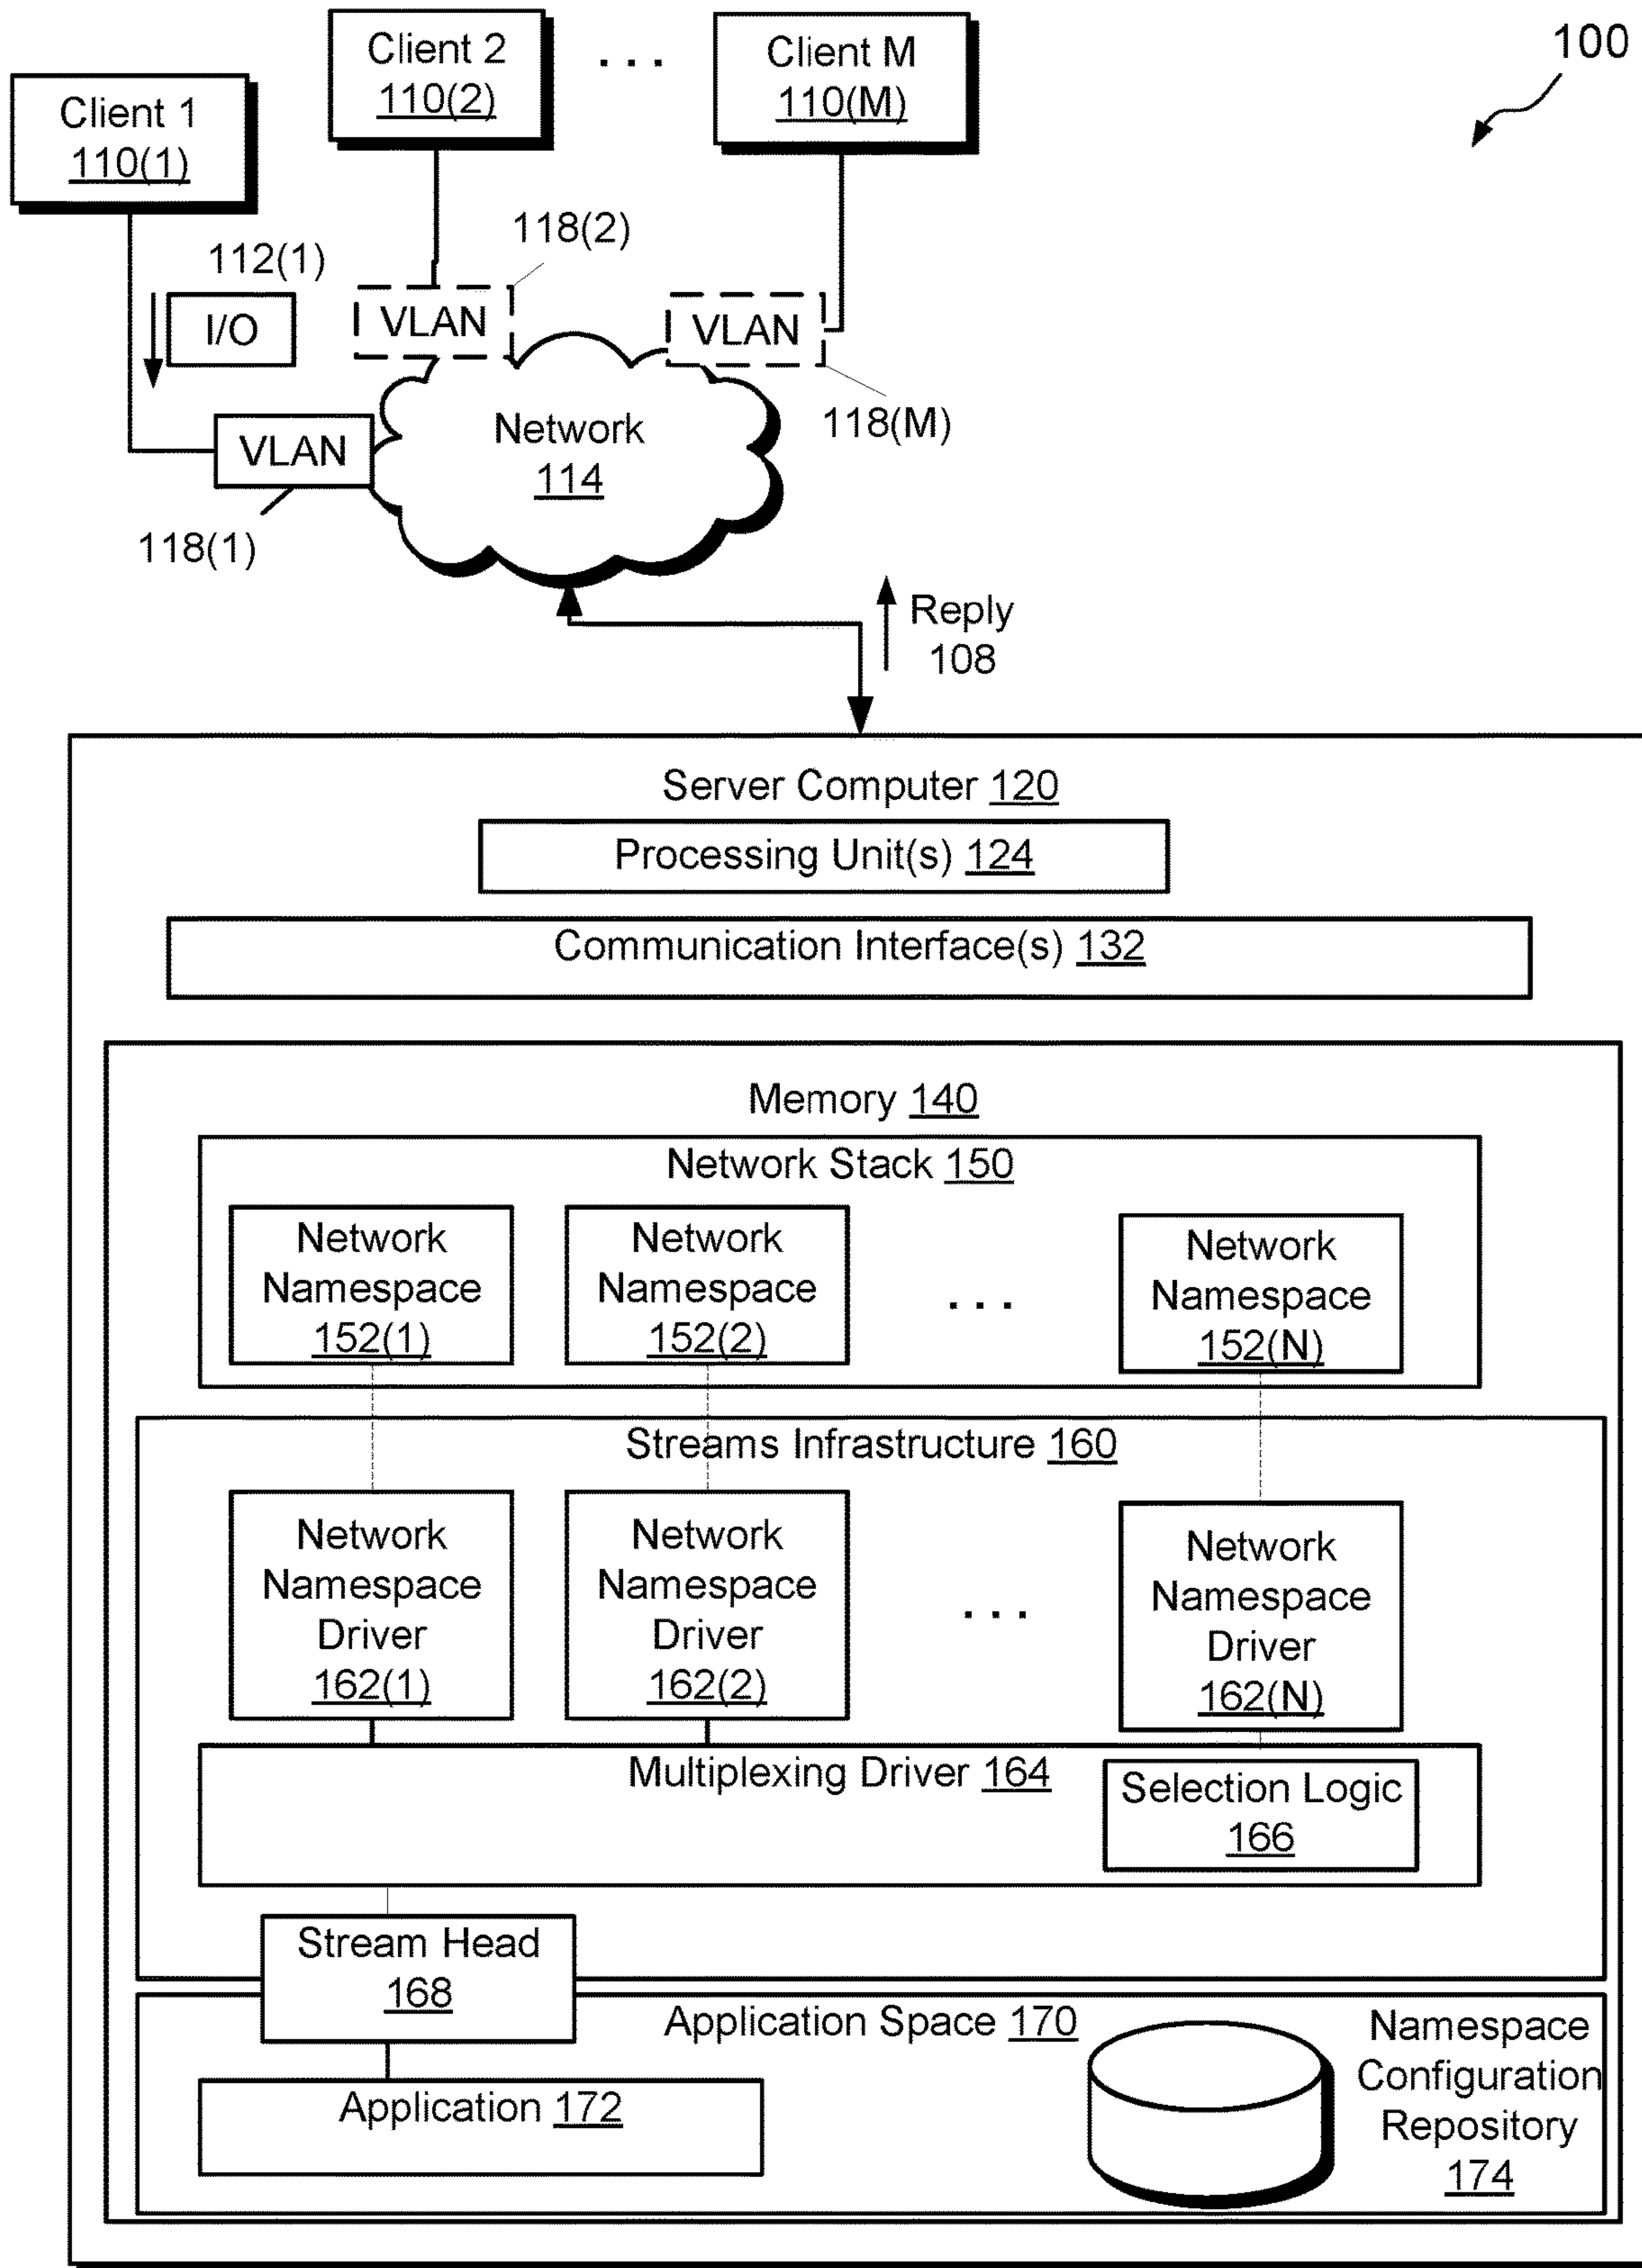 100
Client 1
110(1)
Client 2
110(2)
. . .
Client M
110(M)
112(1)
I/O
118(2)
VLAN
VLAN
118(M)
VLAN
118(1)
Network
114
Reply
108
Server Computer 120
Processing Unit(s) 124
Communication Interface(s) 132
Memory 140
Network Stack 150
Network
Namespace
152(1)
Network
Namespace
152(2)
. . .
Network
Namespace
152(N)
Streams Infrastructure 160
Network
Namespace
Driver
162(1)
Network
Namespace
Driver
162(2)
. . .
Network
Namespace
Driver
162(N)
Multiplexing Driver 164
Selection Logic
166
Stream Head
168
Application Space 170
Application 172
Namespace
Configuration
Repository
174